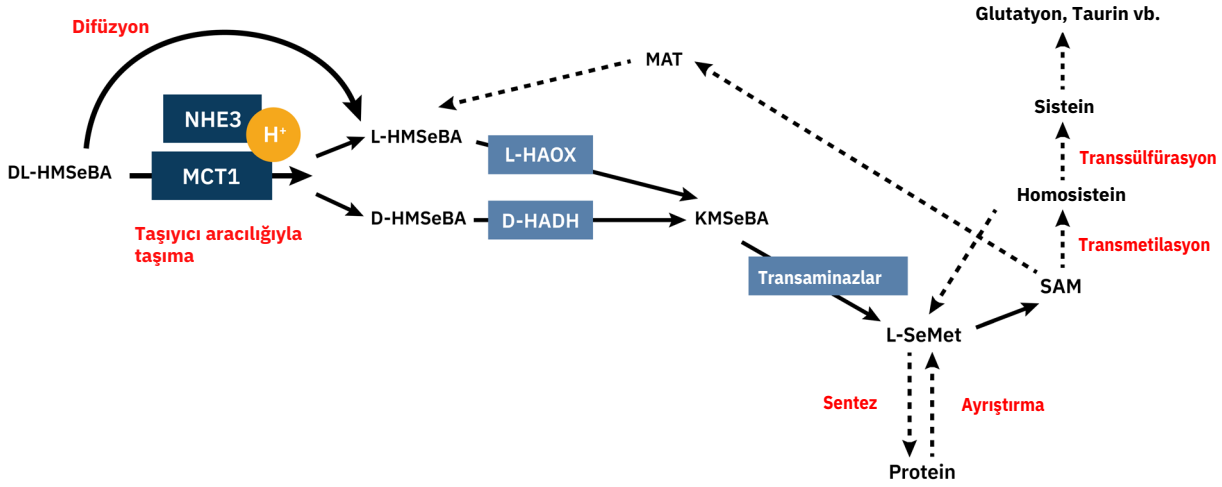 Glutatyon, Taurin vb.
Difüzyon
MAT
Sistein
NHE3
H+
L-HMSeBA
L-HAOX
Transsülfürasyon
DL-HMSeBA
MCT1
Homosistein
D-HMSeBA
D-HADH
KMSeBA
Taşıyıcı aracılığıyla
taşıma
Transmetilasyon
Transaminazlar
SAM
L-SeMet
Sentez
Ayrıştırma
Protein